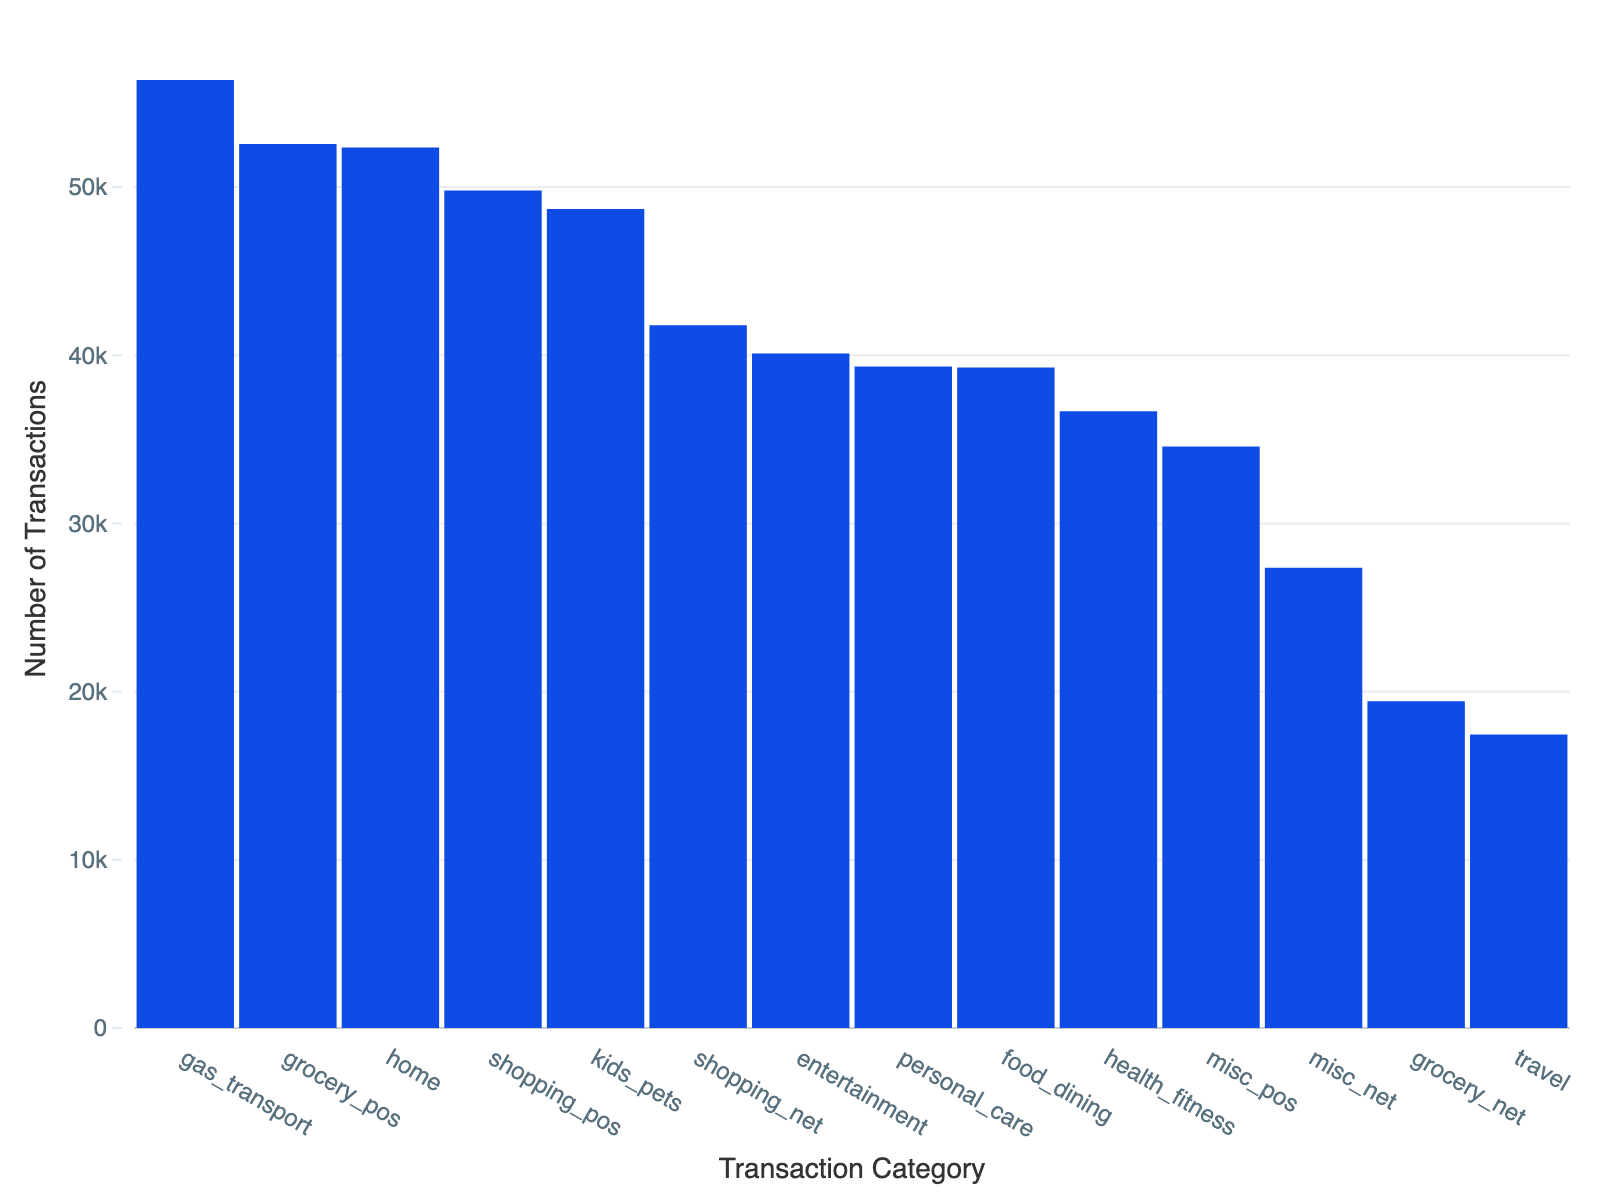 Number of Transactions
50k
40k
30k
20k
10k
0
gas_transport
grocery_pos
home
shopping_pos
kids_pets
shopping_net
entertainment
personal_care
food_dining
health_fitness
misc_pos
misc_net
grocery_net
travel
Transaction Category